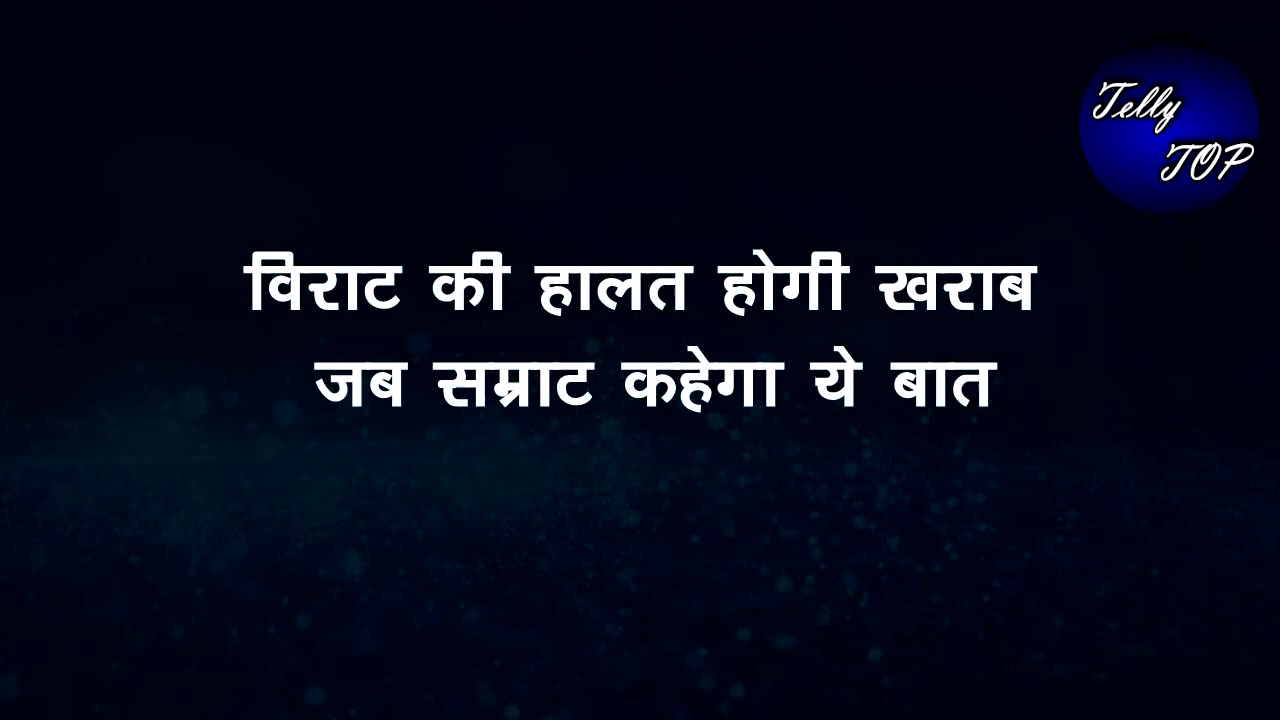 Telly
TOP
विराट की हालत होगी खराब
जब सम्राट कहेगा ये बात